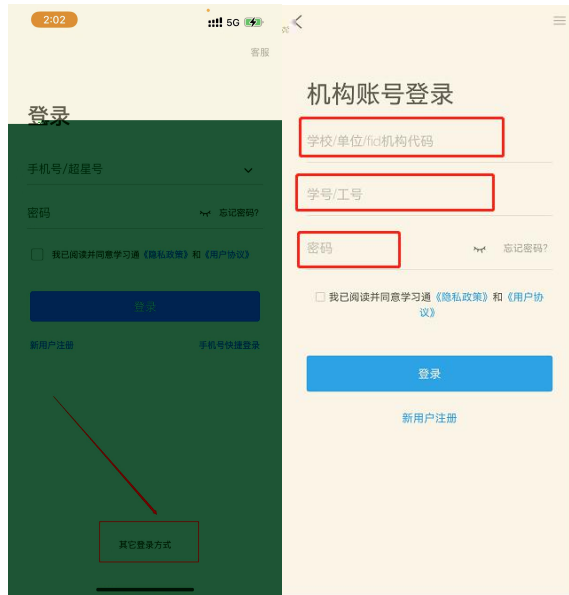 2:02
5G
客服
登录
手机号/超星号
密码
忘记密码?
我已阅读并同意学习通《隐私政策》和《用户协议》
登录
新用户注册
手机号快捷登录
其它登录方式
机构账号登录
学校/单位/fid机构代码
学号/工号
密码
忘记密码?
我已阅读并同意学习通《隐私政策》和《用户协
议》
登录
新用户注册